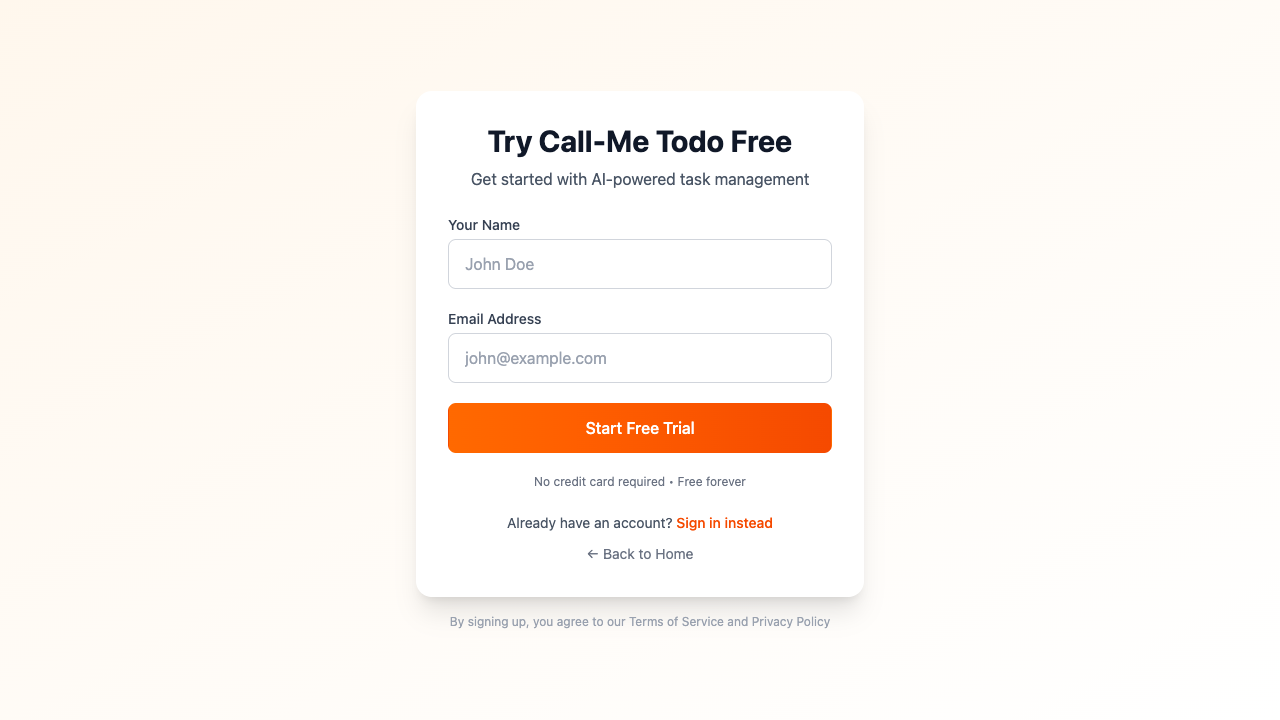 Try Call-Me Todo Free
Get started with AI-powered task management
Your Name
John Doe
Email Address
john@example.com
Start Free Trial
No credit card required • Free forever
Already have an account? Sign in instead
← Back to Home
By signing up, you agree to our Terms of Service and Privacy Policy